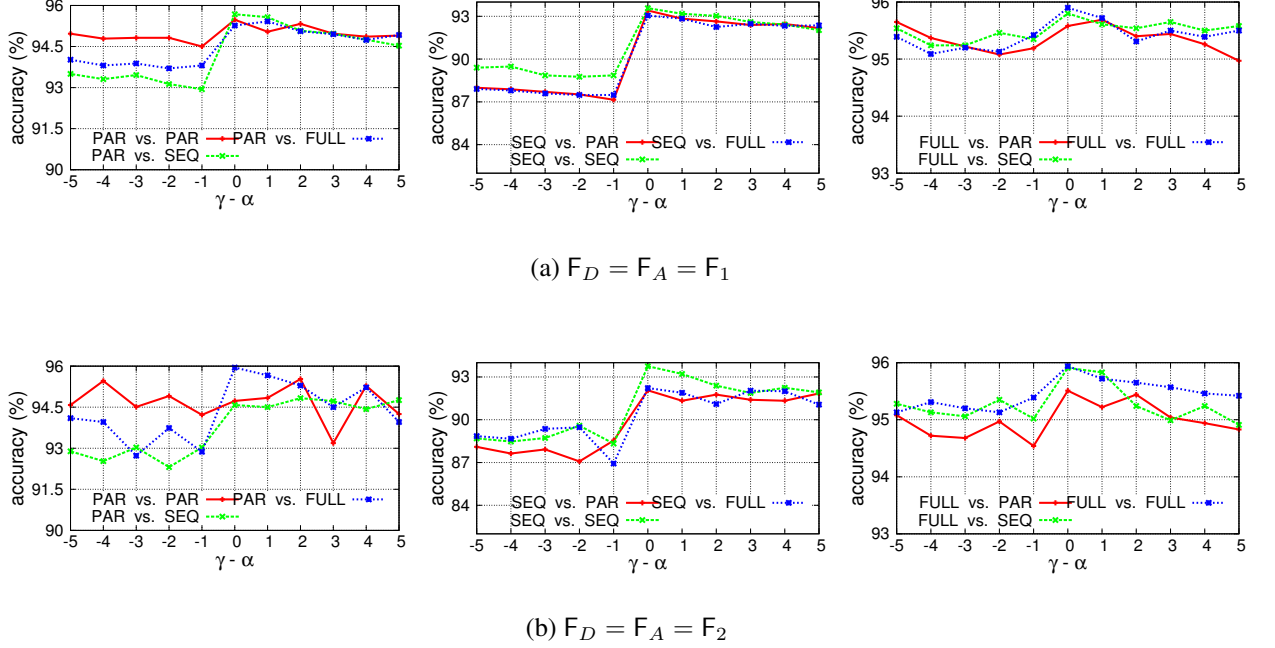 accuracy (%)
96
94.5
93
91.5
90
PAR vs. PAR
PAR vs. FULL
PAR vs. SEQ
-5 -4 -3 -2 -1 0 1 2 3 4 5
γ - α
accuracy (%)
93
90
87
84
SEQ vs. PAR
SEQ vs. FULL
SEQ vs. SEQ
-5 -4 -3 -2 -1 0 1 2 3 4 5
γ - α
accuracy (%)
96
95
94
93
FULL vs. PAR
FULL vs. FULL
FULL vs. SEQ
-5 -4 -3 -2 -1 0 1 2 3 4 5
γ - α
(a) F_D = F_A = F_1
accuracy (%)
96
94.5
93
91.5
90
PAR vs. PAR
PAR vs. FULL
PAR vs. SEQ
-5 -4 -3 -2 -1 0 1 2 3 4 5
γ - α
accuracy (%)
93
90
87
84
SEQ vs. PAR
SEQ vs. FULL
SEQ vs. SEQ
-5 -4 -3 -2 -1 0 1 2 3 4 5
γ - α
accuracy (%)
96
95
94
93
FULL vs. PAR
FULL vs. FULL
FULL vs. SEQ
-5 -4 -3 -2 -1 0 1 2 3 4 5
γ - α
(b) F_D = F_A = F_2